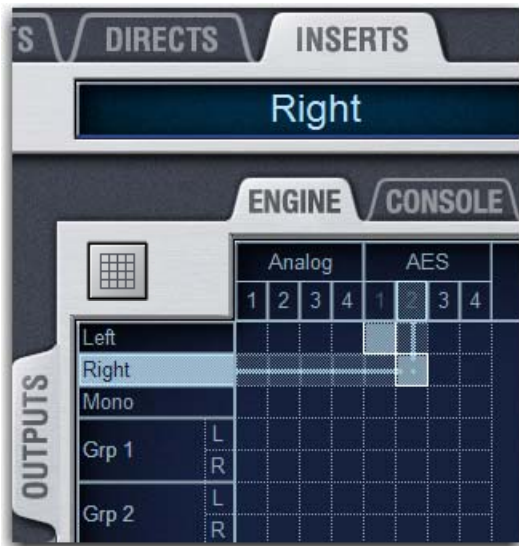 S DIRECTS INSERTS
Right
ENGINE CONSOLE
Analog AES
1 2 3 4 1 2 3 4
Left
Right
Mono
Grp 1 L
R
Grp 2 L
R
OUTPUTS